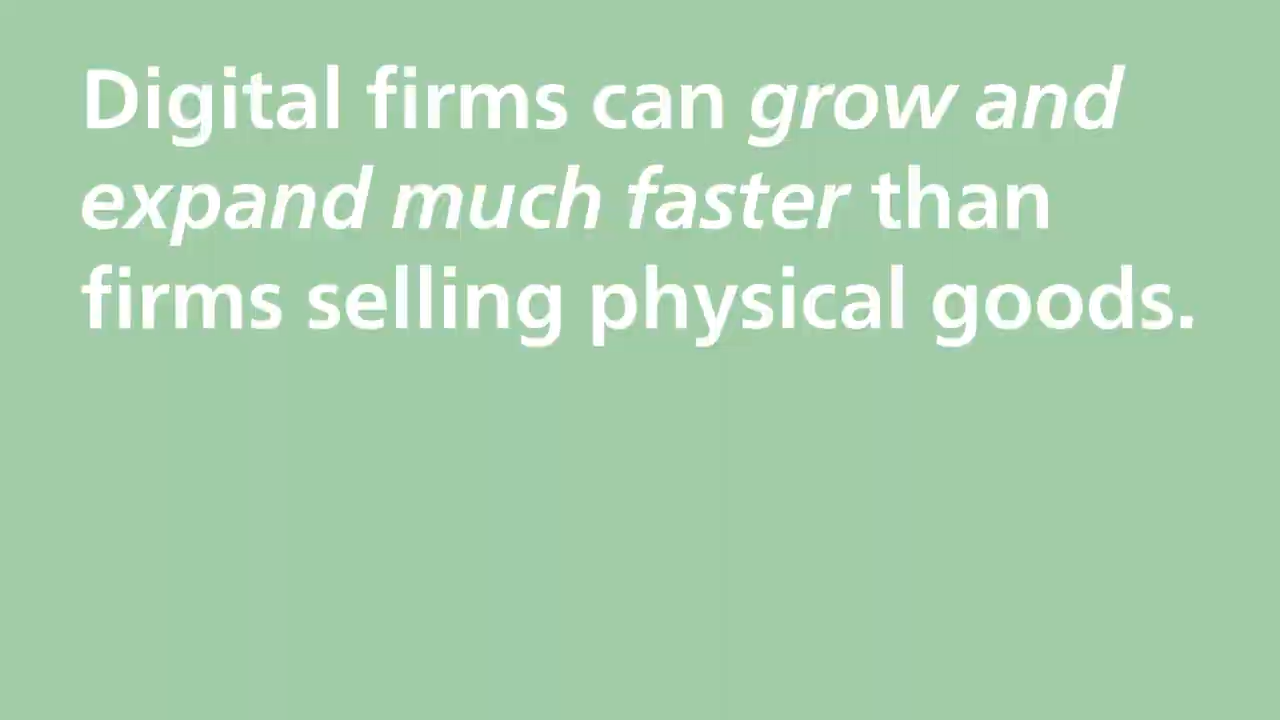 Digital firms can grow and
expand much faster than
firms selling physical goods.